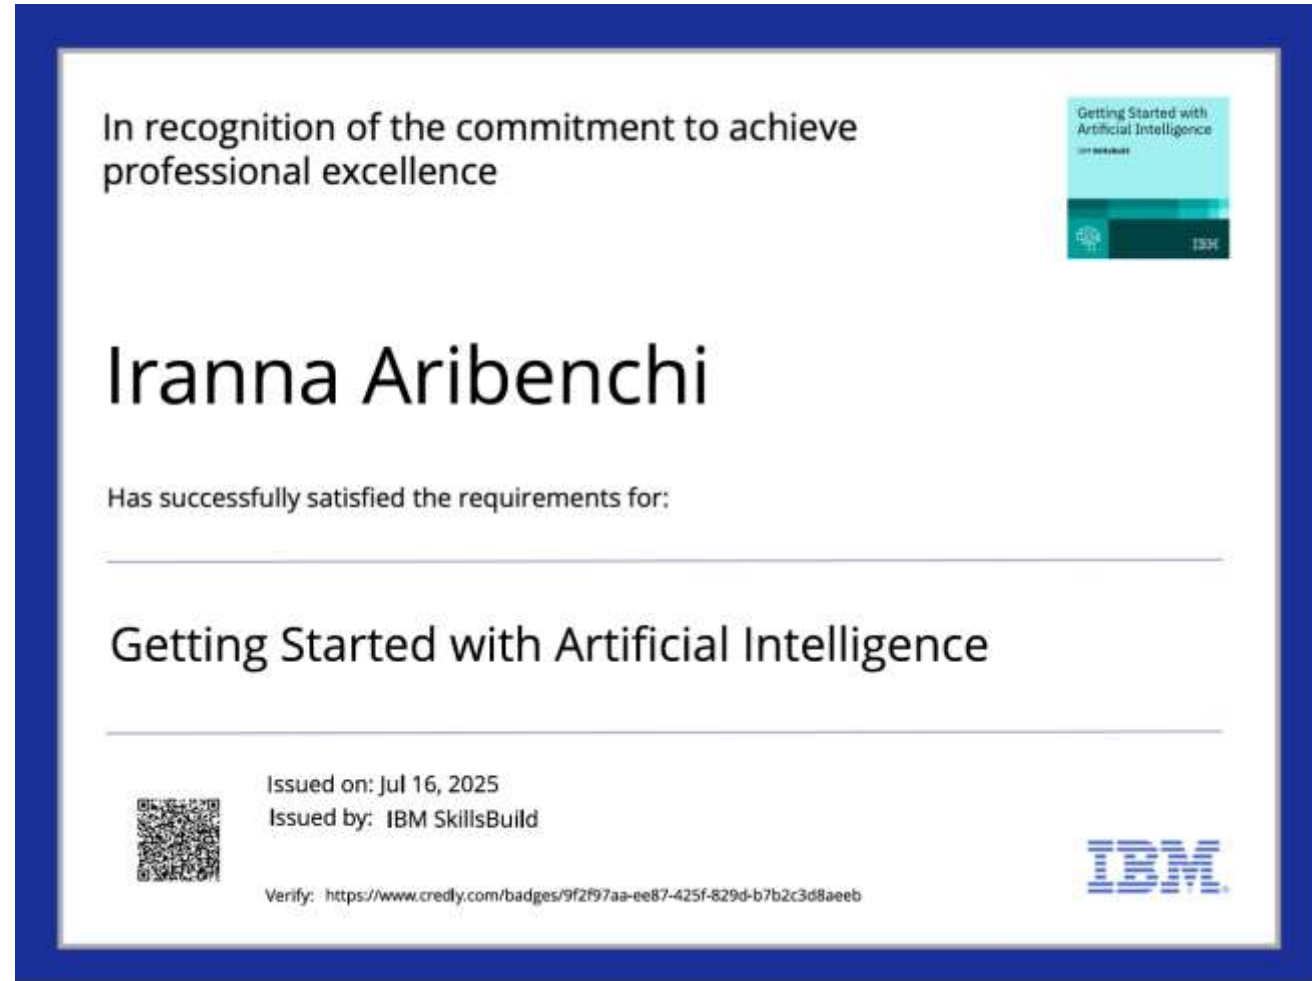 In recognition of the commitment to achieve
professional excellence
Getting Started with
Artificial Intelligence
IBM SKILLSBUILD
IBM
Iranna Aribenchi
Has successfully satisfied the requirements for:
Getting Started with Artificial Intelligence
Issued on: Jul 16, 2025
Issued by: IBM SkillsBuild
Verify: https://www.credly.com/badges/9f2f97aa-ee87-425f-829d-b7b2c3d8aeeb
IBM